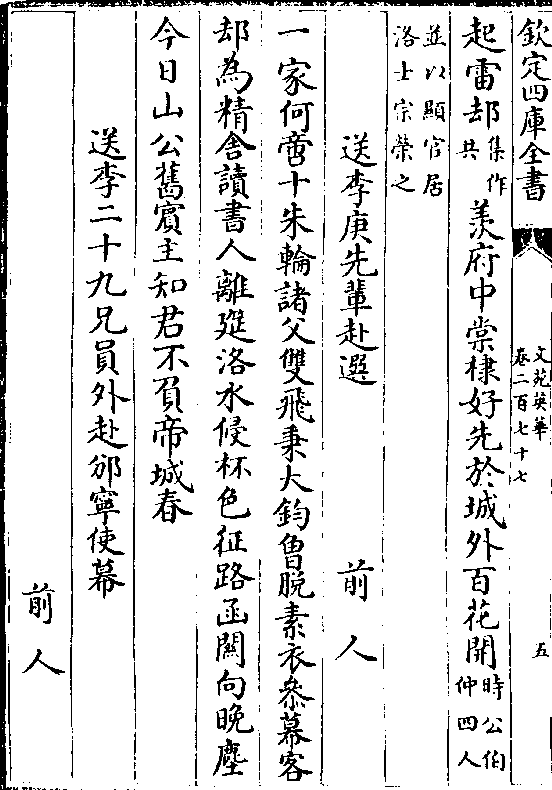 欽定四庫全書
文苑英華
卷二百七十七
五
起雷却集作共羡府中棠棣好先於城外百花開時公伯仲四人
並以顯官居洛士宗榮之
送李庚先輩赴選
前人
一家何啻十朱輪諸父雙飛秉大鈞曾脫素衣叅幕客
却為精舍讀書人離筵洛水候杯色征路函關向晚塵
今日山公舊賓主知君不負帝城春
送李二十九兄員外赴邠寧使幕
前人